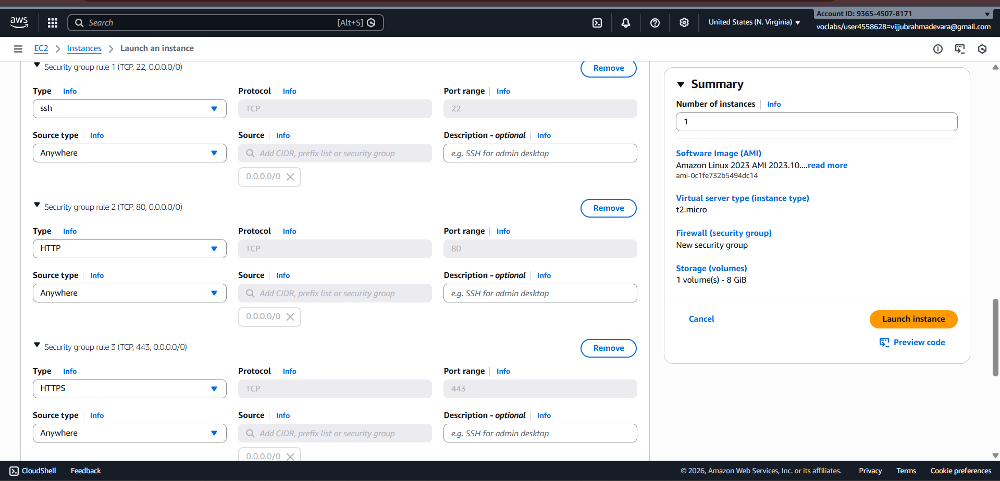 aws
Search
[Alt+S]
United States (N. Virginia)
Account ID: 9365-4507-8171
voclabs/user4558628=vijjubrahmadevara@gmail.com
EC2
Instances
Launch an instance
Security group rule 1 (TCP, 22, 0.0.0.0/0)
Remove
Type Info
Protocol Info
Port range Info
ssh
TCP
22
Source type Info
Source Info
Description - optional Info
Anywhere
Add CIDR, prefix list or security group
e.g. SSH for admin desktop
0.0.0.0/0
Security group rule 2 (TCP, 80, 0.0.0.0/0)
Remove
Type Info
Protocol Info
Port range Info
HTTP
TCP
80
Source type Info
Source Info
Description - optional Info
Anywhere
Add CIDR, prefix list or security group
e.g. SSH for admin desktop
0.0.0.0/0
Security group rule 3 (TCP, 443, 0.0.0.0/0)
Remove
Type Info
Protocol Info
Port range Info
HTTPS
TCP
443
Source type Info
Source Info
Description - optional Info
Anywhere
Add CIDR, prefix list or security group
e.g. SSH for admin desktop
0.0.0.0/0
Summary
Number of instances Info
1
Software Image (AMI)
Amazon Linux 2023 AMI 2023.10....read more
ami-0c1fe732b5494dc14
Virtual server type (instance type)
t2.micro
Firewall (security group)
New security group
Storage (volumes)
1 volume(s) - 8 GiB
Cancel
Launch instance
Preview code
CloudShell
Feedback
© 2026, Amazon Web Services, Inc. or its affiliates.
Privacy
Terms
Cookie preferences